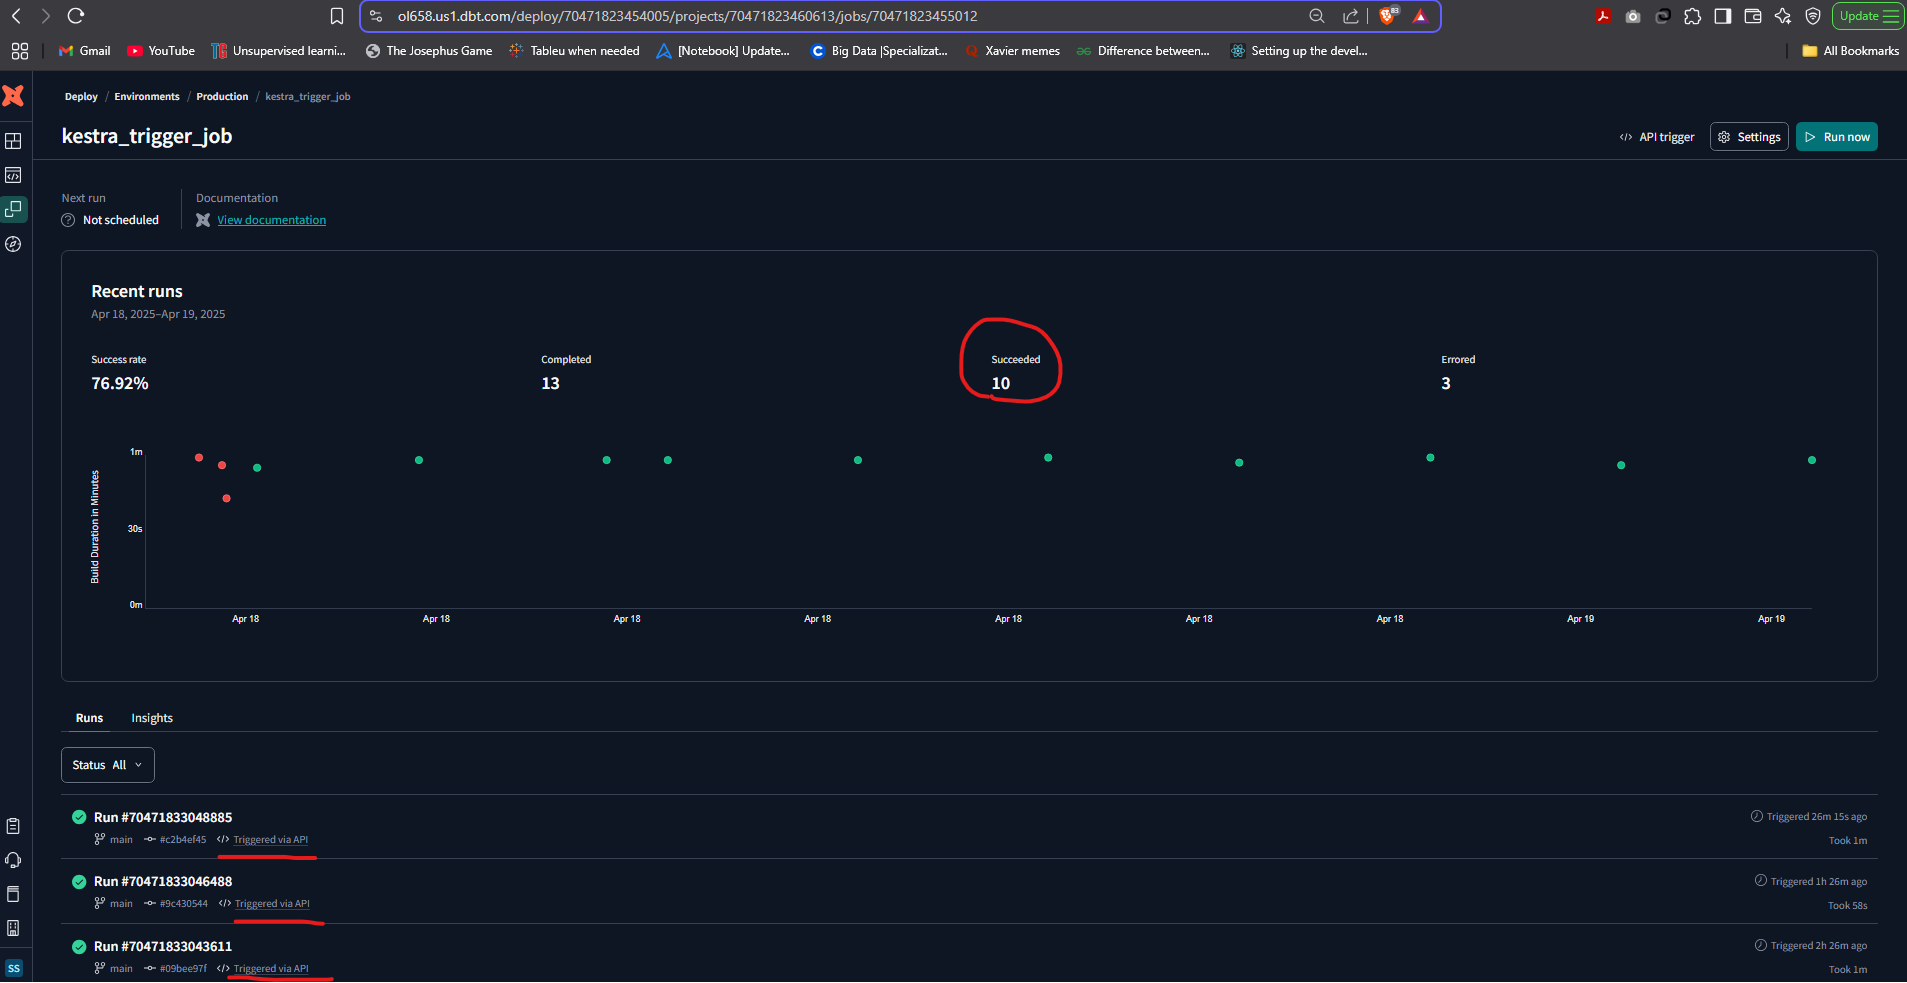 ol658.us1.dbt.com/deploy/70471823454005/projects/70471823460613/jobs/70471823455012
83
Update
Gmail
YouTube
Unsupervised learni...
The Josephus Game
Tableu when needed
[Notebook] Update...
Big Data |Specializat...
Xavier memes
Difference between...
Setting up the devel...
All Bookmarks
Deploy / Environments / Production / kestra_trigger_job
kestra_trigger_job
</> API trigger
Settings
Run now
Next run
Not scheduled
Documentation
View documentation
Recent runs
Apr 18, 2025–Apr 19, 2025
Success rate
76.92%
Completed
13
Succeeded
10
Errored
3
Build Duration in Minutes
1m
30s
0m
Apr 18
Apr 18
Apr 18
Apr 18
Apr 18
Apr 18
Apr 18
Apr 19
Apr 19
Runs
Insights
Status All
Run #70471833048885
main #c2b4ef45 </> Triggered via API
Triggered 26m 15s ago
Took 1m
Run #70471833046488
main #9c430544 </> Triggered via API
Triggered 1h 26m ago
Took 58s
Run #70471833043611
main #09bee97f </> Triggered via API
Triggered 2h 26m ago
Took 1m
SS